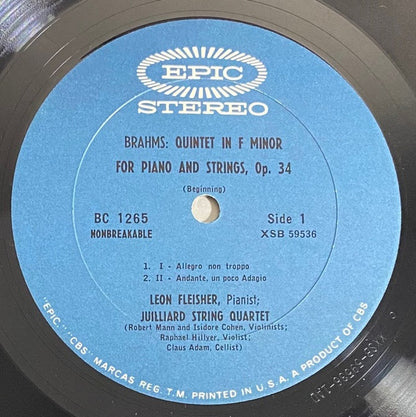 EPIC
STEREO
BRAHMS: QUINTET IN F MINOR
FOR PIANO AND STRINGS, Op. 34
(Beginning)
BC 1265
NONBREAKABLE
Side 1
XSB 59536
1. I - Allegro non troppo
2. II - Andante, un poco Adagio
LEON FLEISHER, Pianist;
JUILLIARD STRING QUARTET
(Robert Mann and Isidore Cohen, Violinists;
Raphael Hillyer, Violist;
Claus Adam, Cellist)
"EPIC," "CBS" MARCAS REG. T.M. PRINTED IN U.S.A. A PRODUCT OF CBS